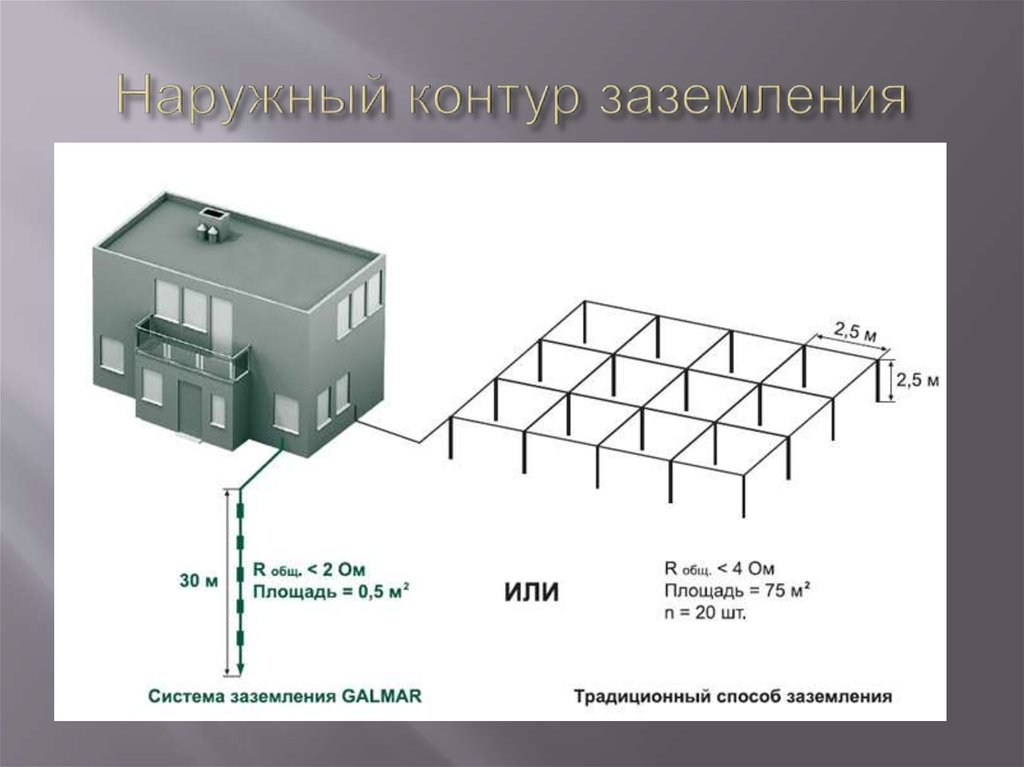 Наружный контур заземления
2,5 м
2,5 м
30 м
R общ. < 2 Ом
Площадь = 0,5 м²
ИЛИ
R общ. < 4 Ом
Площадь = 75 м²
n = 20 шт.
Система заземления GALMAR
Традиционный способ заземления